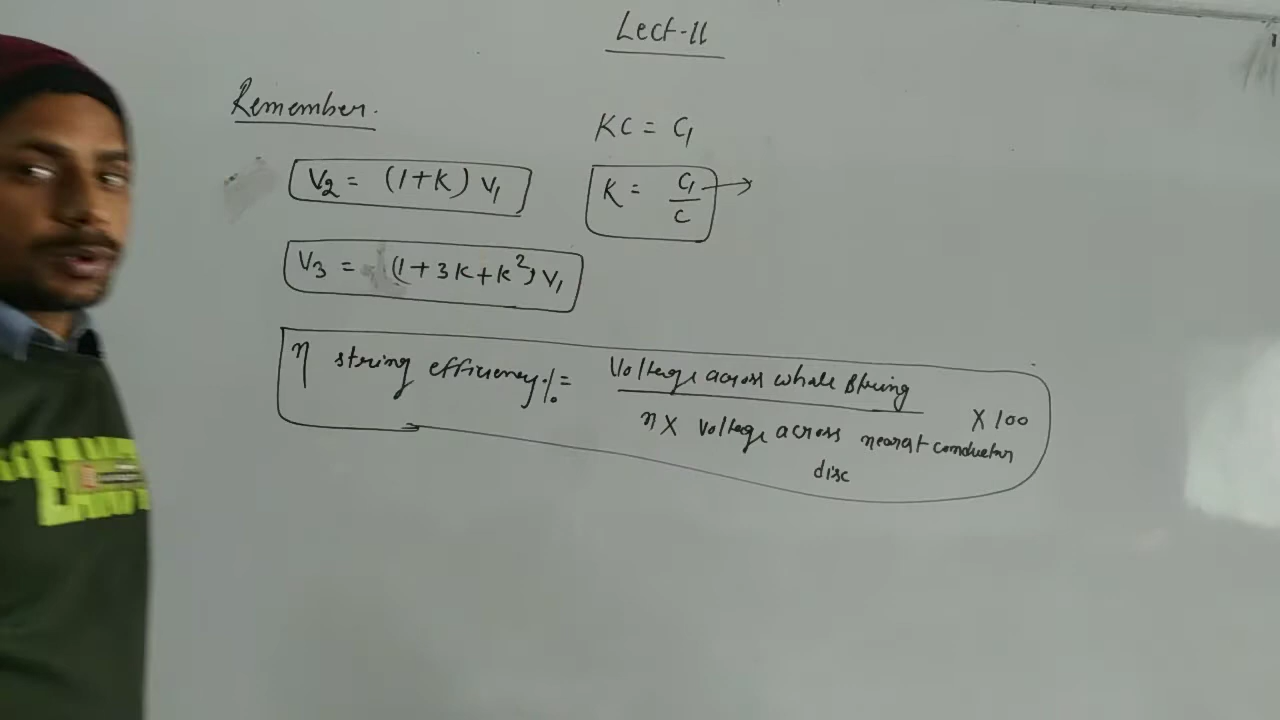 Lect-11
Remember.
KC = C₁
V₂ = (1+K) V₁
K = C₁/C →
V₃ = (1+3K+K²) V₁
η string efficiency % = Voltage across whole string / n X voltage across nearest conductor disc X 100